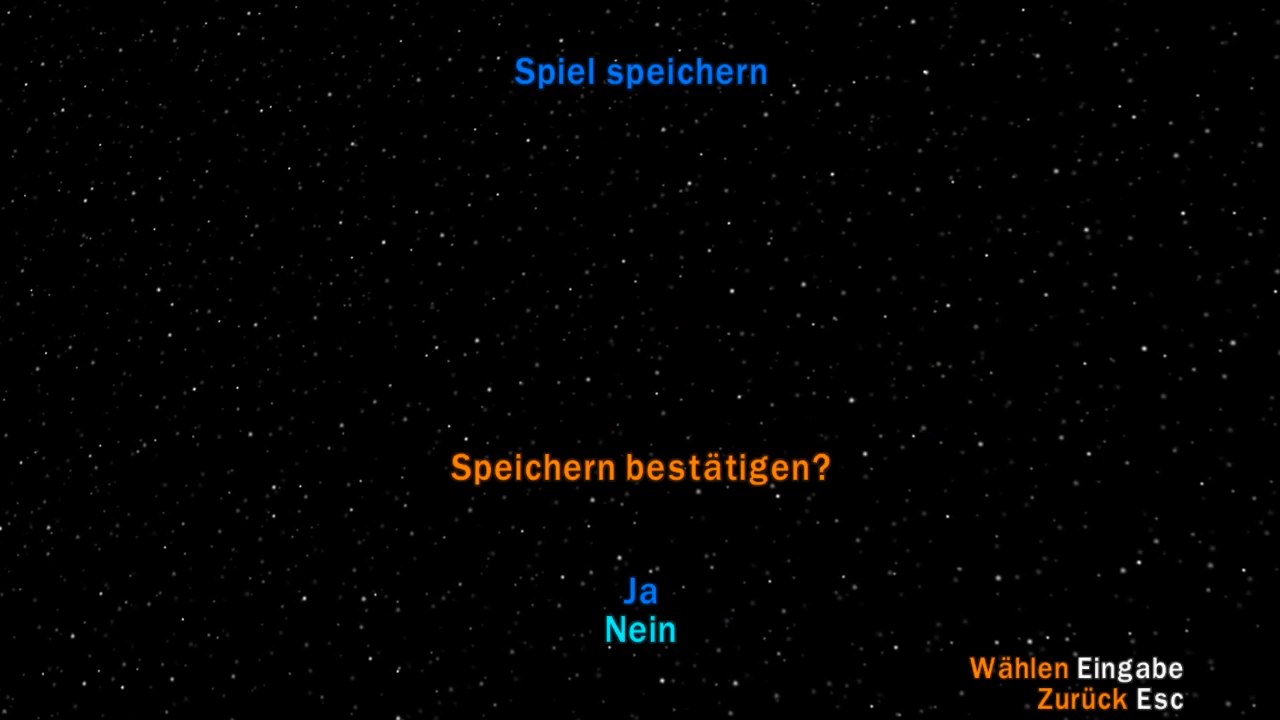 Spiel speichern
Speichern bestätigen?
Ja
Nein
Wählen Eingabe
Zurück Esc